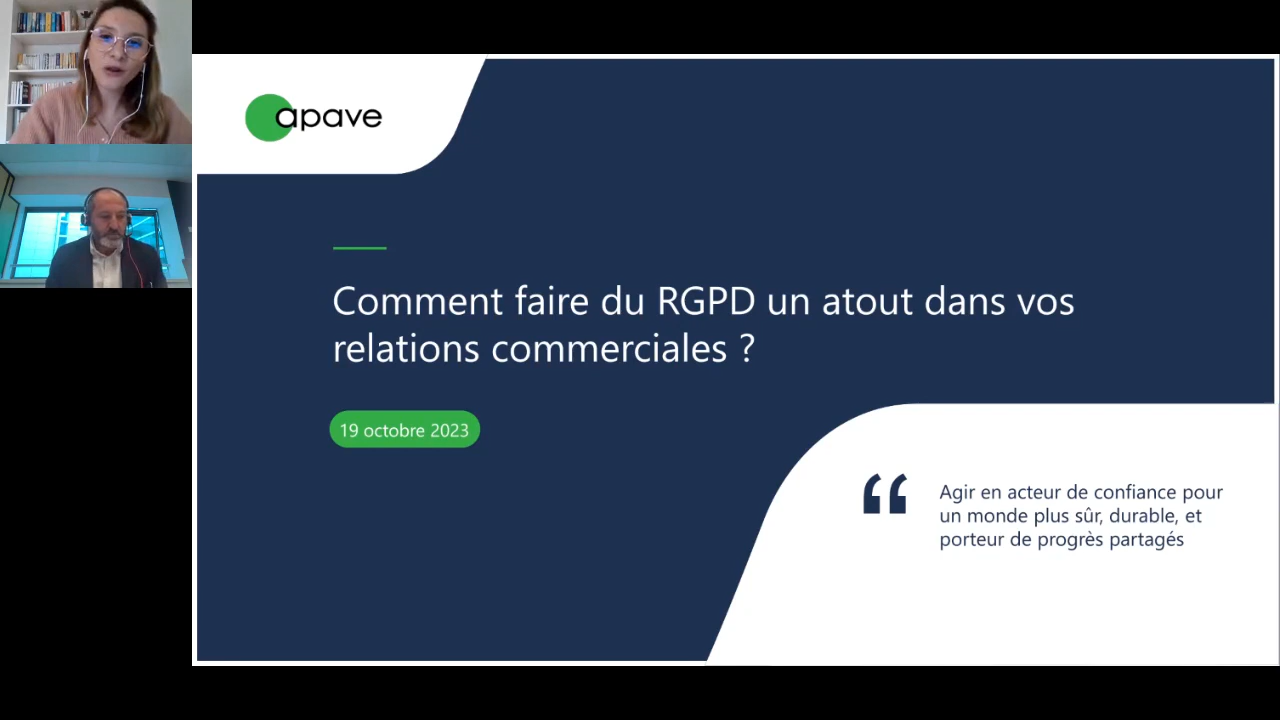 apave
Comment faire du RGPD un atout dans vos
relations commerciales ?
19 octobre 2023
“ Agir en acteur de confiance pour
un monde plus sûr, durable, et
porteur de progrès partagés